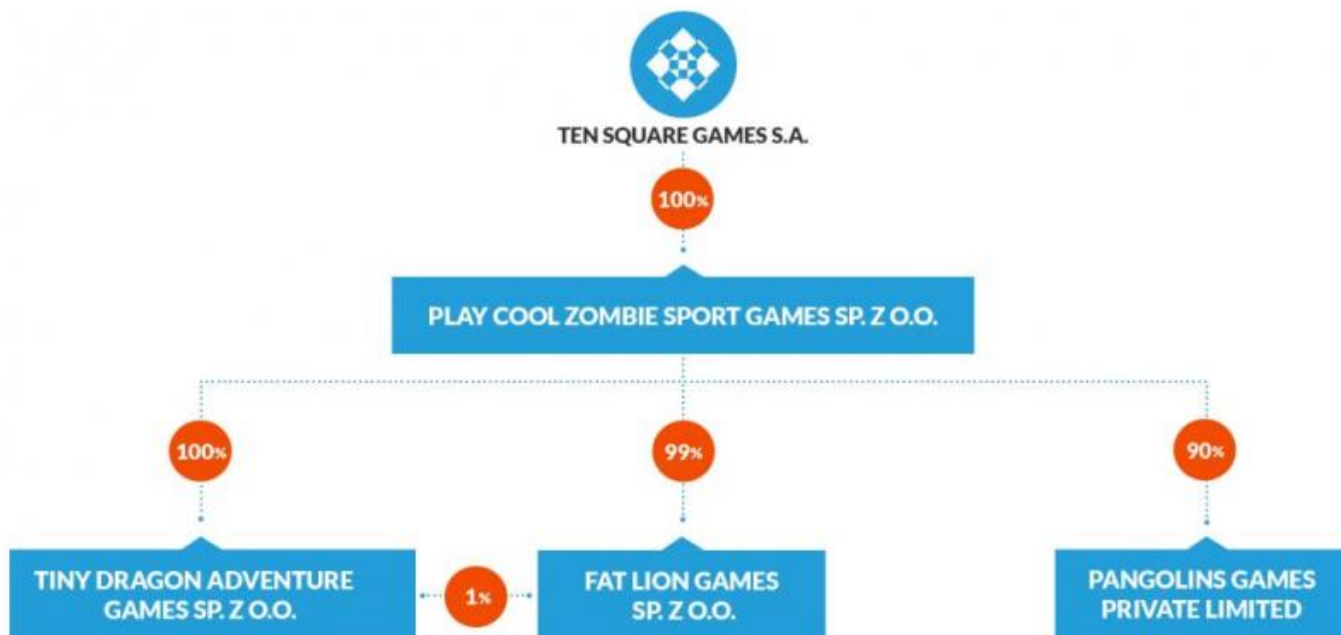 TEN SQUARE GAMES S.A.
100%
PLAY COOL ZOMBIE SPORT GAMES SP. Z O.O.
100%
99%
90%
TINY DRAGON ADVENTURE
GAMES SP. Z O.O.
1%
FAT LION GAMES
SP. Z O.O.
PANGOLINS GAMES
PRIVATE LIMITED